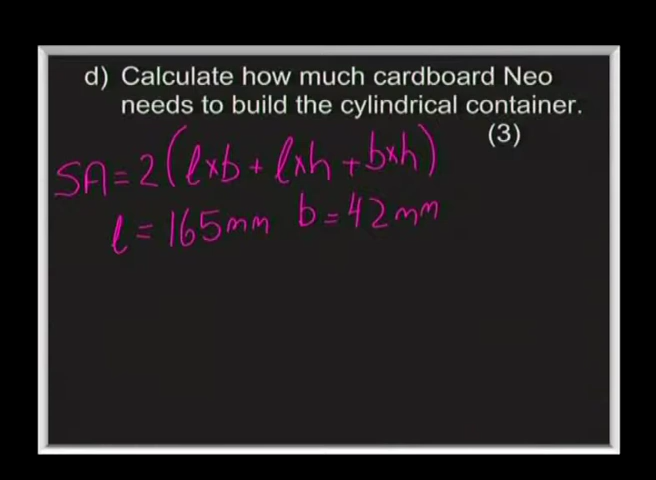 d) Calculate how much cardboard Neo
needs to build the cylindrical container.
(3)
SA = 2(l×b + l×h + b×h)
l = 165mm b = 42mm